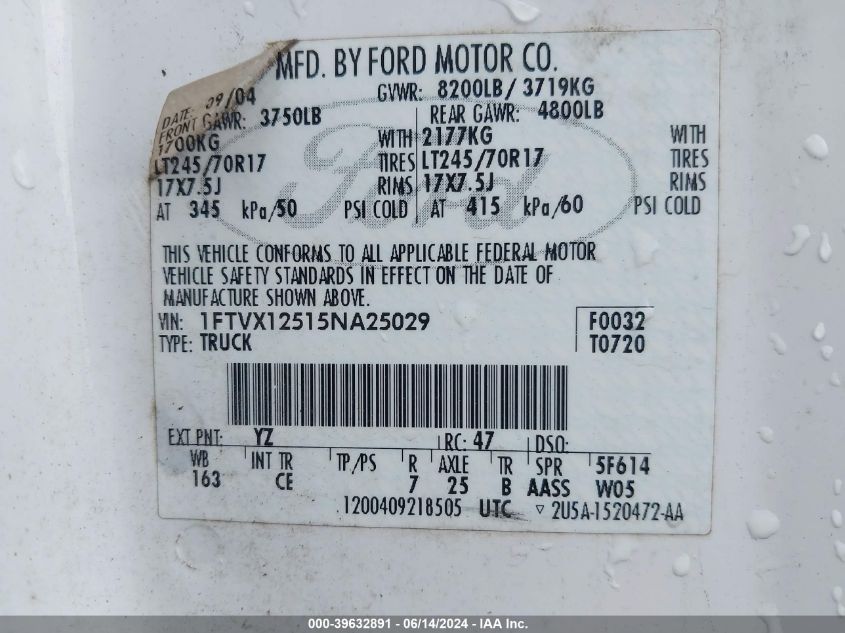 MFD. BY FORD MOTOR CO.
DATE: 09/04 GVWR: 8200LB/ 3719KG
FRONT GAWR: 3750LB REAR GAWR: 4800LB
1700KG WITH 2177KG WITH
LT245/70R17 TIRES LT245/70R17 TIRES
17X7.5J RIMS 17X7.5J RIMS
AT 345 kPa/50 PSI COLD AT 415 kPa/60 PSI COLD
Ford
THIS VEHICLE CONFORMS TO ALL APPLICABLE FEDERAL MOTOR
VEHICLE SAFETY STANDARDS IN EFFECT ON THE DATE OF
MANUFACTURE SHOWN ABOVE.
VIN: 1FTVX12515NA25029 F0032
TYPE: TRUCK T0720
EXT PNT: YZ RC: 47 DSO:
WB INT TR TP/PS R AXLE TR SPR 5F614
163 CE 7 25 B AASS W05
1200409218505 UTC ▽ 2U5A-1520472-AA
000-39632891 - 06/14/2024 - IAA Inc.